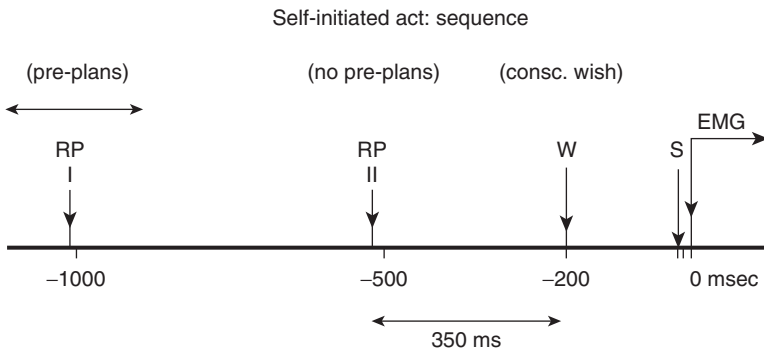 Self-initiated act: sequence
(pre-plans) (no pre-plans) (consc. wish)
EMG
RP RP W S
I II
−1000 −500 −200 0 msec
350 ms